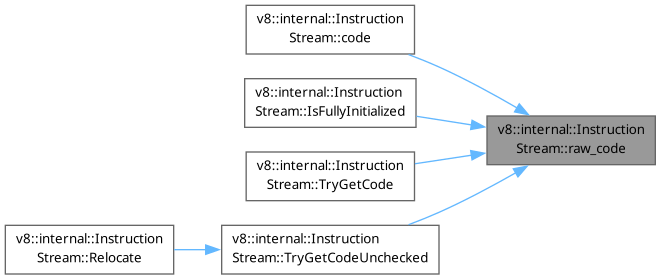 v8::internal::Instruction
Stream::code
v8::internal::Instruction
Stream::IsFullyInitialized
v8::internal::Instruction
Stream::raw_code
v8::internal::Instruction
Stream::TryGetCode
v8::internal::Instruction
Stream::Relocate
v8::internal::Instruction
Stream::TryGetCodeUnchecked